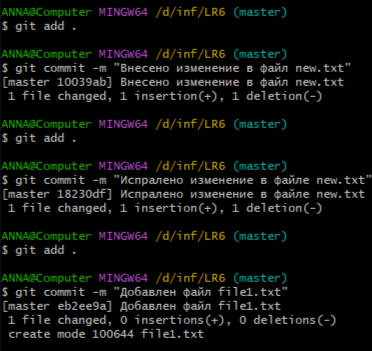 ANNA@Computer MINGW64 /d/inf/LR6 (master)
$ git add .
ANNA@Computer MINGW64 /d/inf/LR6 (master)
$ git commit -m "Внесено изменение в файл new.txt"
[master 10039ab] Внесено изменение в файл new.txt
1 file changed, 1 insertion(+), 1 deletion(-)
ANNA@Computer MINGW64 /d/inf/LR6 (master)
$ git add .
ANNA@Computer MINGW64 /d/inf/LR6 (master)
$ git commit -m "Испралено изменение в файле new.txt"
[master 18230df] Испралено изменение в файле new.txt
1 file changed, 1 insertion(+), 1 deletion(-)
ANNA@Computer MINGW64 /d/inf/LR6 (master)
$ git add .
ANNA@Computer MINGW64 /d/inf/LR6 (master)
$ git commit -m "Добавлен файл file1.txt"
[master eb2ee9a] Добавлен файл file1.txt
1 file changed, 0 insertions(+), 0 deletions(-)
create mode 100644 file1.txt